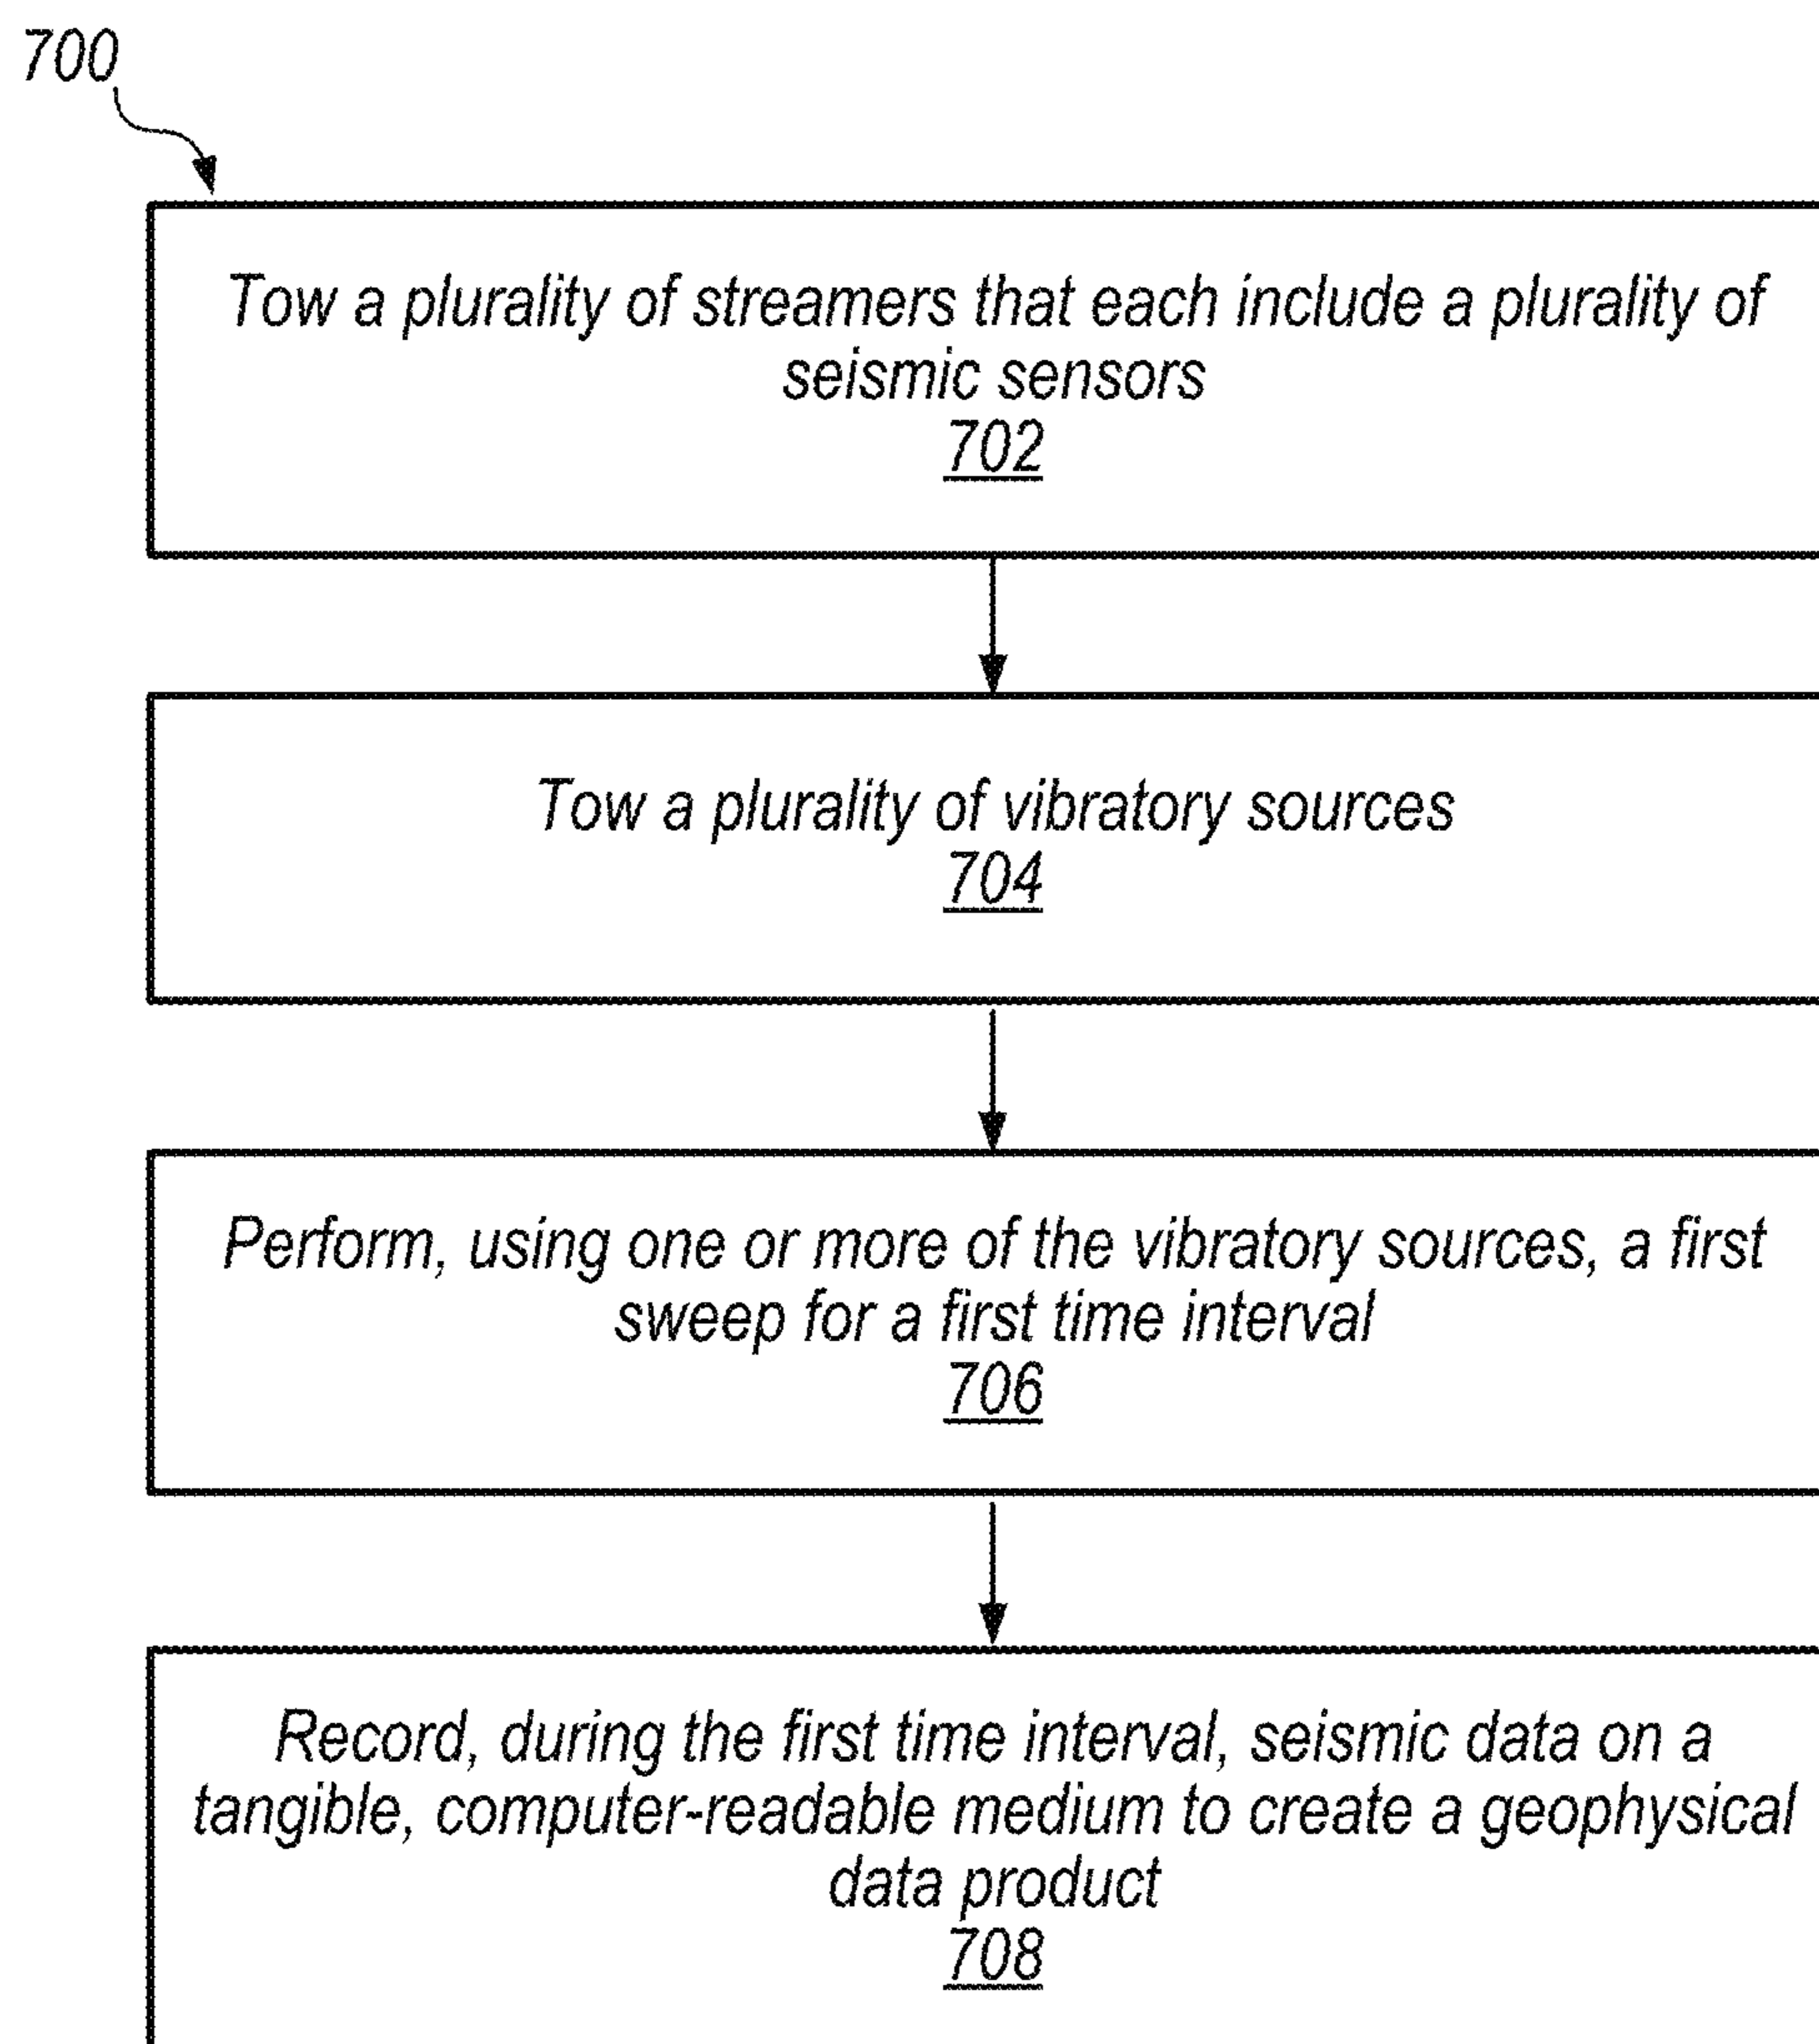 700
Tow a plurality of streamers that each include a plurality of
seismic sensors
702
Tow a plurality of vibratory sources
704
Perform, using one or more of the vibratory sources, a first
sweep for a first time interval
706
Record, during the first time interval, seismic data on a
tangible, computer-readable medium to create a geophysical
data product
708